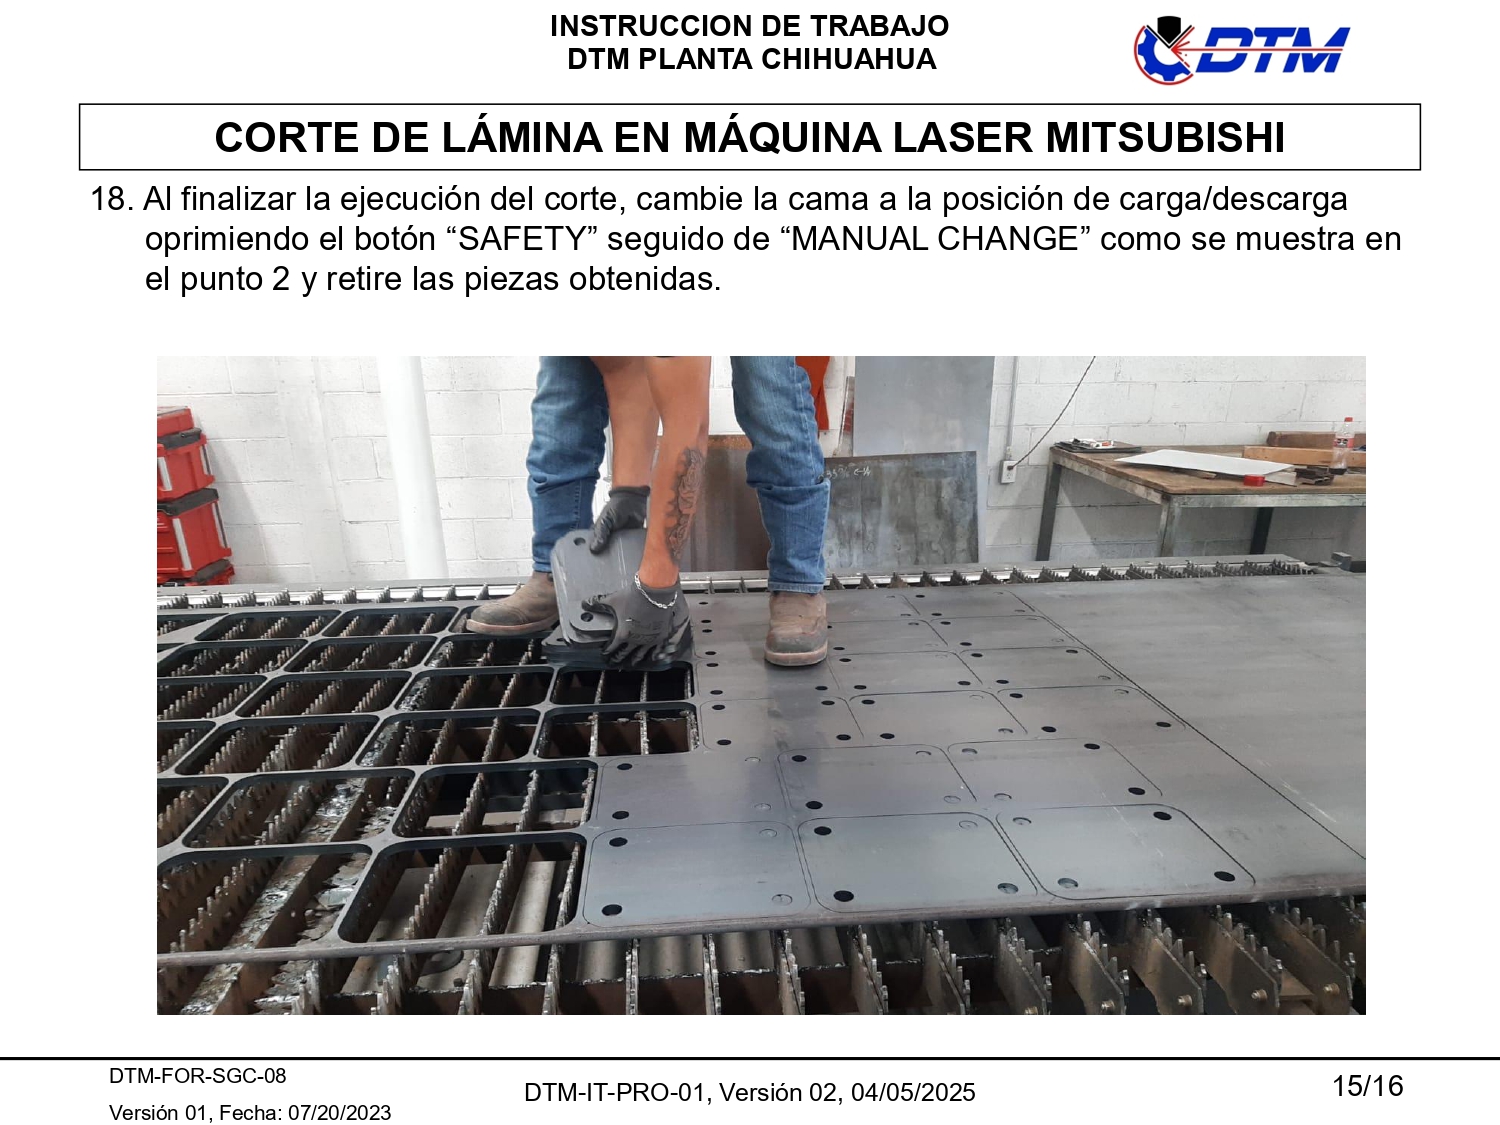 INSTRUCCION DE TRABAJO
DTM PLANTA CHIHUAHUA
DTM
CORTE DE LÁMINA EN MÁQUINA LASER MITSUBISHI
18. Al finalizar la ejecución del corte, cambie la cama a la posición de carga/descarga
oprimiendo el botón “SAFETY” seguido de “MANUAL CHANGE” como se muestra en
el punto 2 y retire las piezas obtenidas.
DTM-FOR-SGC-08
Versión 01, Fecha: 07/20/2023
DTM-IT-PRO-01, Versión 02, 04/05/2025
15/16